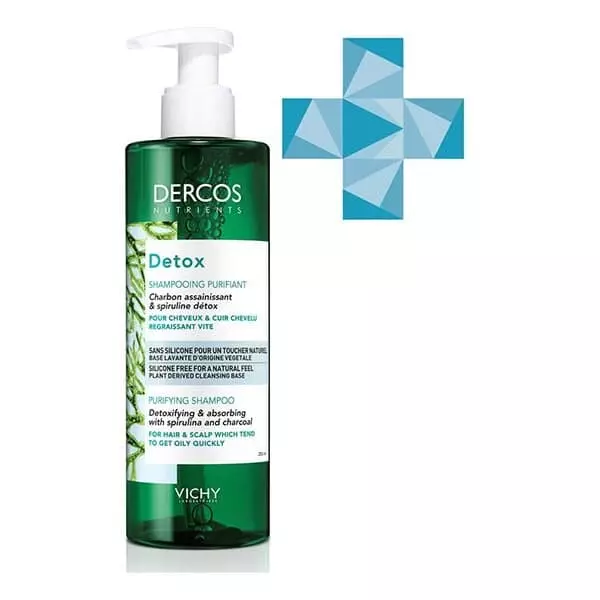 DERCOS
NUTRIENTS
Detox
SHAMPOOING PURIFIANT
Charbon assainissant
& spiruline détox
POUR CHEVEUX & CUIR CHEVELU
REGRAISSANT VITE
SANS SILICONE POUR UN TOUCHER NATUREL
BASE LAVANTE D'ORIGINE VEGETALE
SILICONE FREE FOR A NATURAL FEEL
PLANT DERIVED CLEANSING BASE
PURIFYING SHAMPOO
Detoxifying & absorbing
with spirulina and charcoal
FOR HAIR & SCALP WHICH TEND
TO GET OILY QUICKLY
VICHY
LABORATOIRES